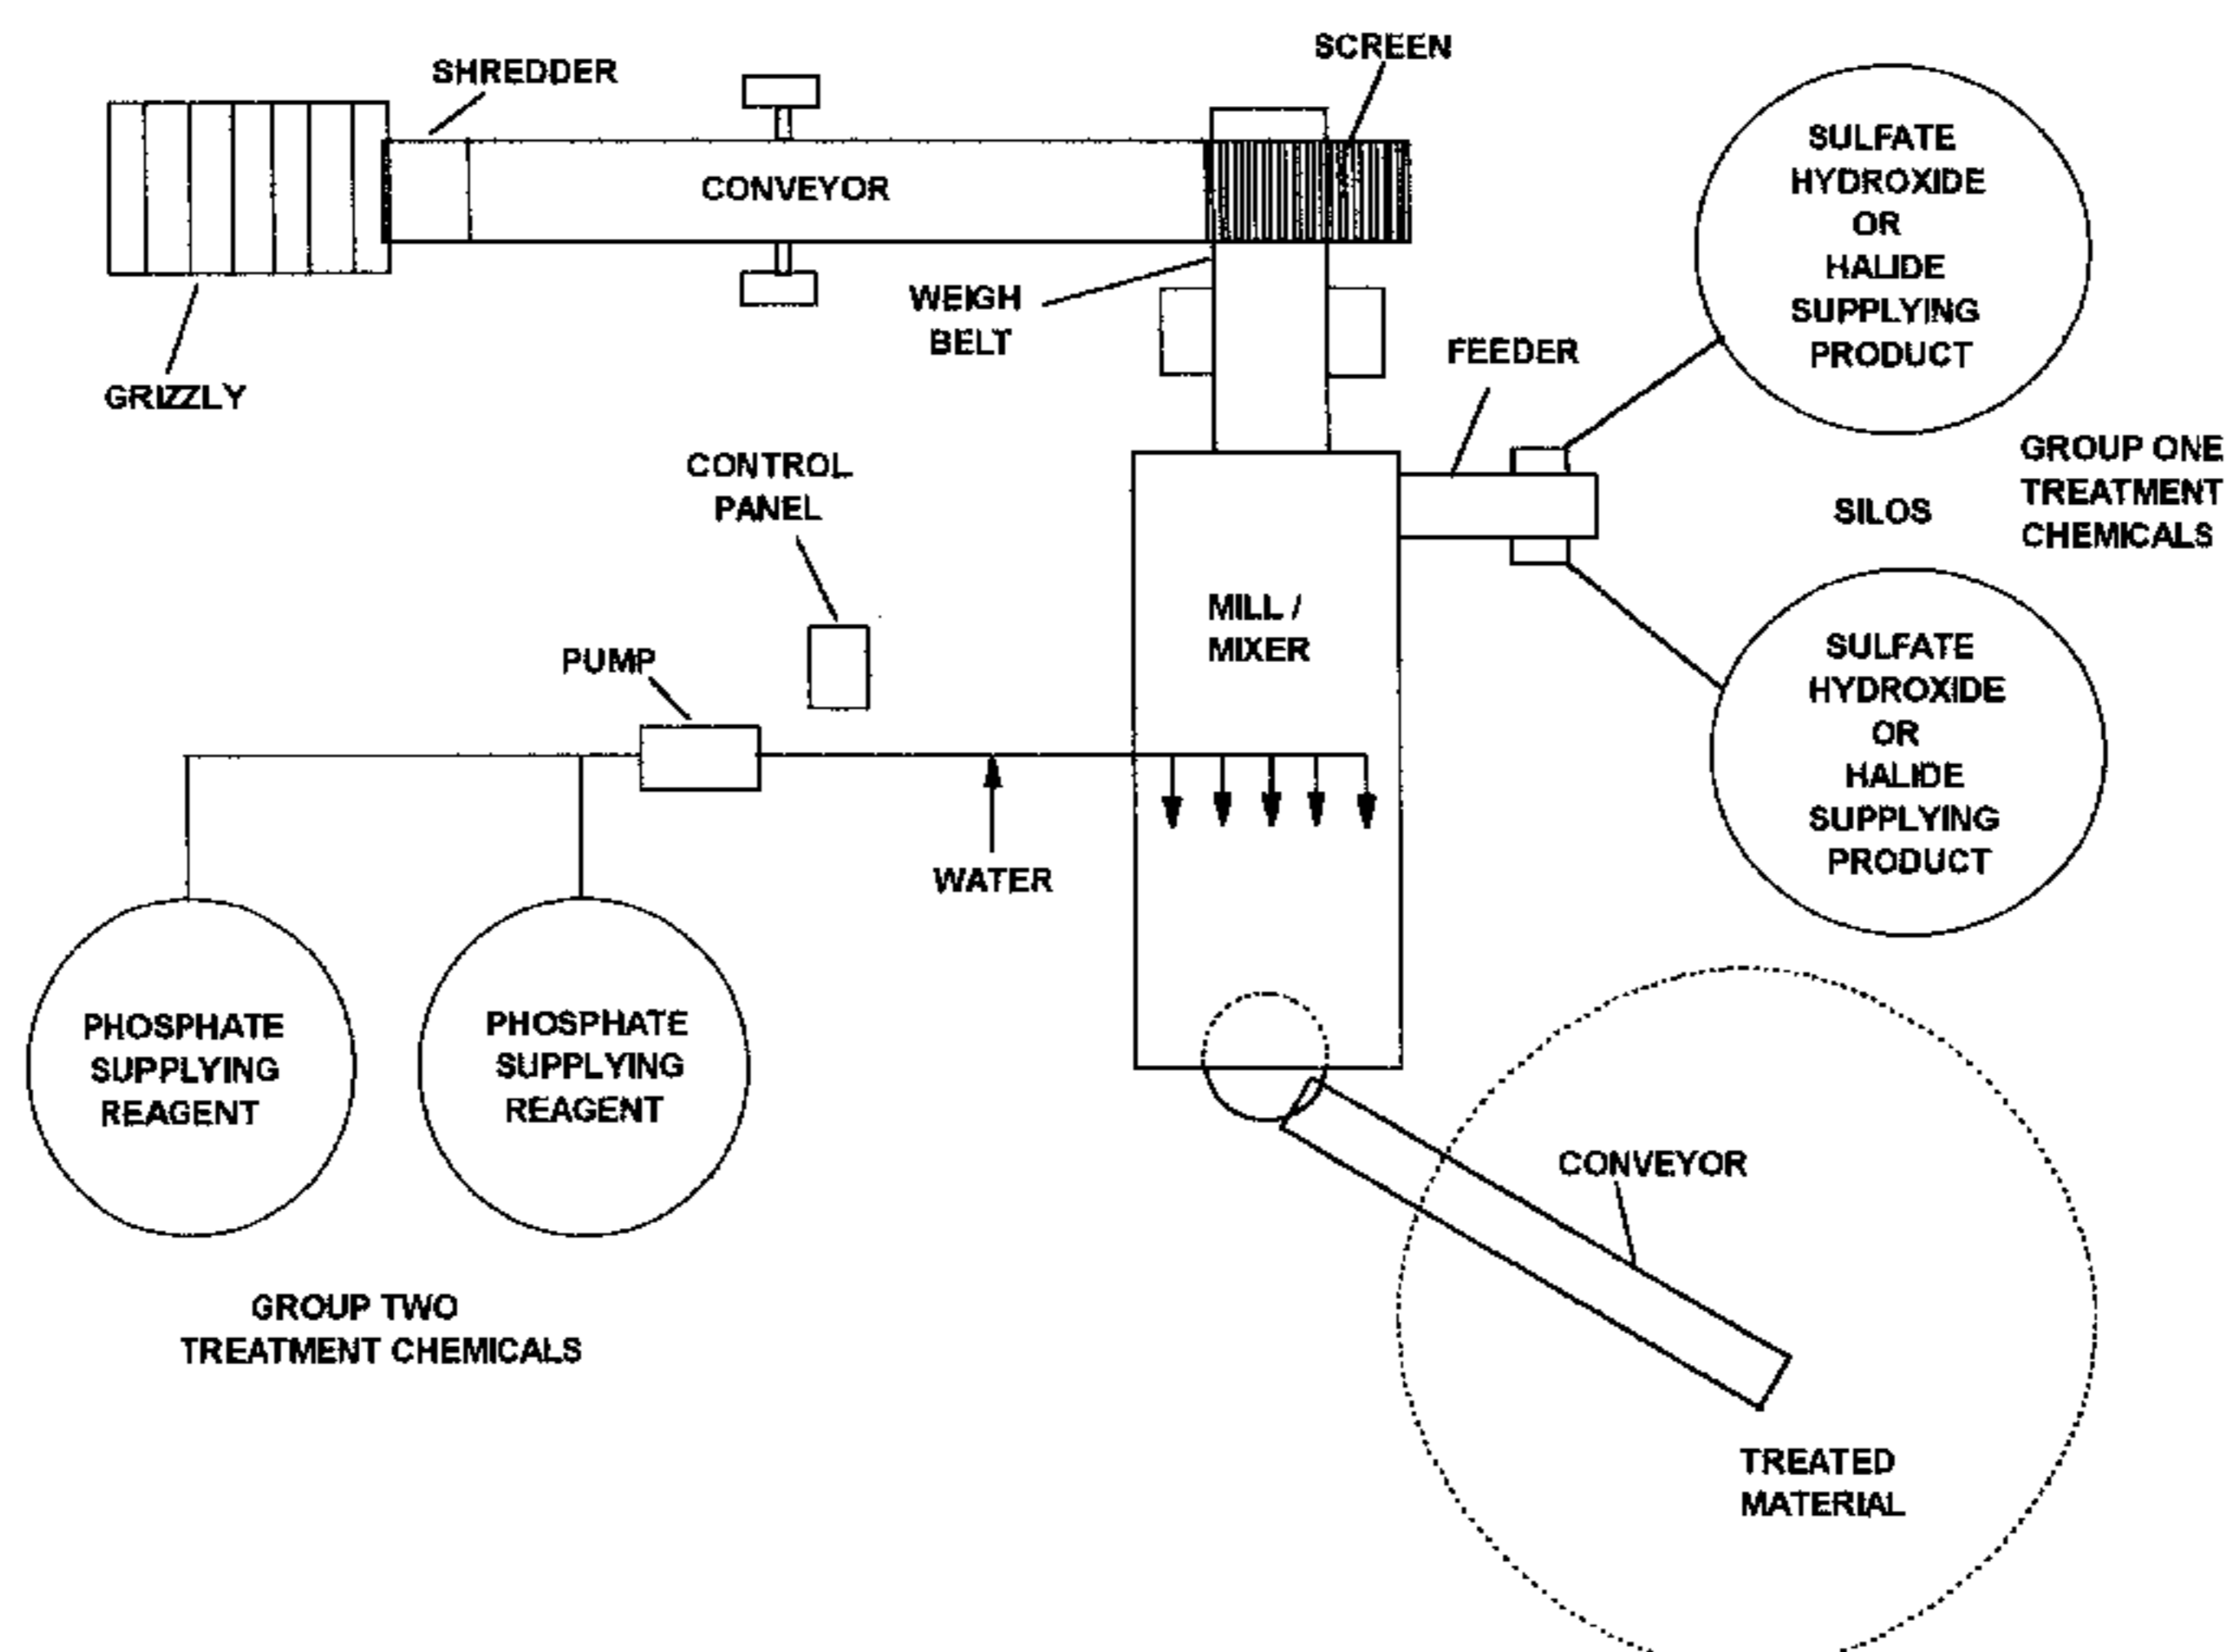 SCREEN
SHREDDER
CONVEYOR
SULFATE
HYDROXIDE
OR
HALIDE
SUPPLYING
PRODUCT
WEIGH
BELT
FEEDER
GRIZZLY
GROUP ONE
TREATMENT
CHEMICALS
SILOS
CONTROL
PANEL
MILL /
MIXER
PUMP
SULFATE
HYDROXIDE
OR
HALIDE
SUPPLYING
PRODUCT
WATER
PHOSPHATE
SUPPLYING
REAGENT
PHOSPHATE
SUPPLYING
REAGENT
CONVEYOR
GROUP TWO
TREATMENT CHEMICALS
TREATED
MATERIAL